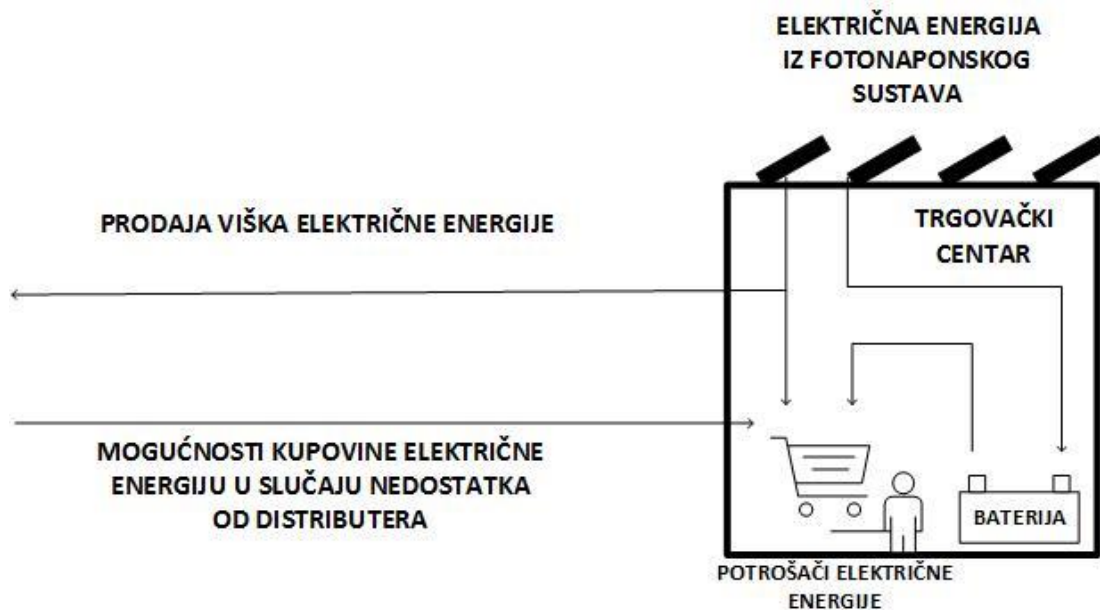 ELEKTRIČNA ENERGIJA
IZ FOTONAPONSKOG
SUSTAVA
PRODAJA VIŠKA ELEKTRIČNE ENERGIJE
TRGOVAČKI
CENTAR
MOGUĆNOSTI KUPOVINE ELEKTRIČNE
ENERGIJU U SLUČAJU NEDOSTATKA
OD DISTRIBUTERA
BATERIJA
POTROŠAČI ELEKTRIČNE
ENERGIJE